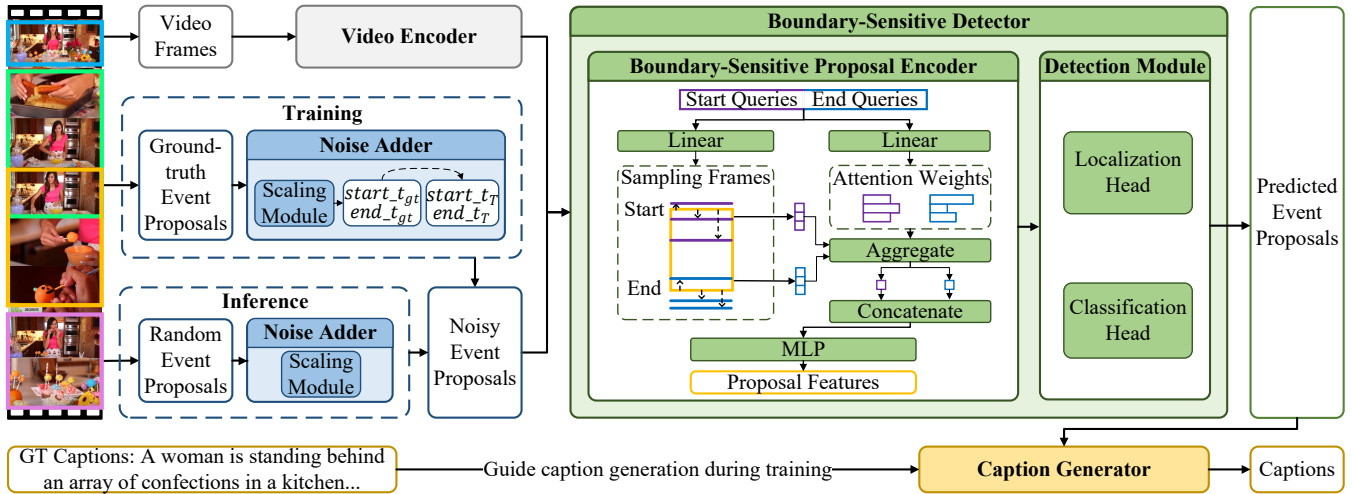 Video
Frames
Video Encoder
Training
Ground-
truth
Event
Proposals
Noise Adder
Scaling
Module
start_t_gt
end_t_gt
start_t_T
end_t_T
Inference
Random
Event
Proposals
Noise Adder
Scaling
Module
Noisy
Event
Proposals
Boundary-Sensitive Detector
Boundary-Sensitive Proposal Encoder
Start Queries End Queries
Linear
Linear
Sampling Frames
Start
End
Attention Weights
Aggregate
Concatenate
MLP
Proposal Features
Detection Module
Localization
Head
Classification
Head
Predicted
Event
Proposals
GT Captions: A woman is standing behind
an array of confections in a kitchen...
Guide caption generation during training
Caption Generator
Captions